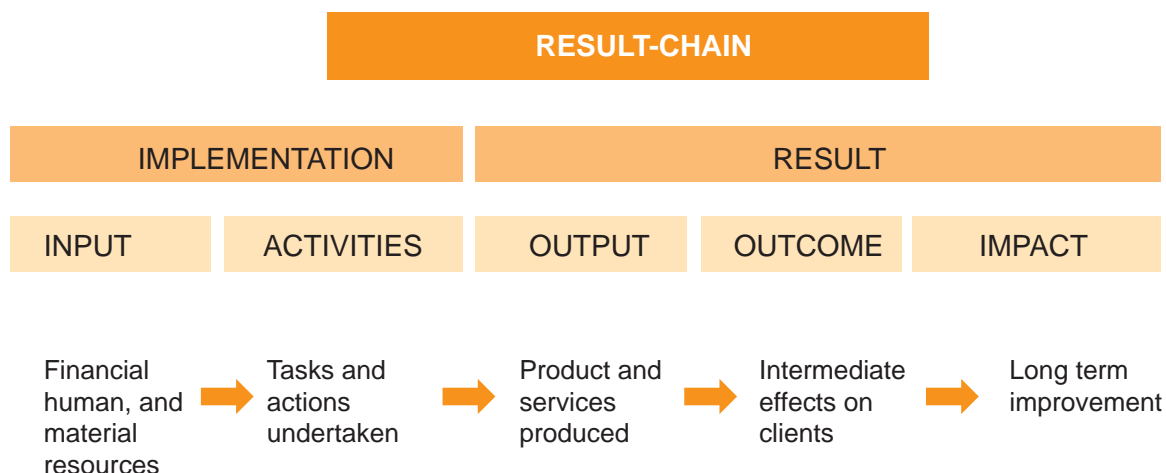 RESULT-CHAIN
IMPLEMENTATION
RESULT
INPUT
ACTIVITIES
OUTPUT
OUTCOME
IMPACT
Financial
human, and
material
resources
Tasks and
actions
undertaken
Product and
services
produced
Intermediate
effects on
clients
Long term
improvement